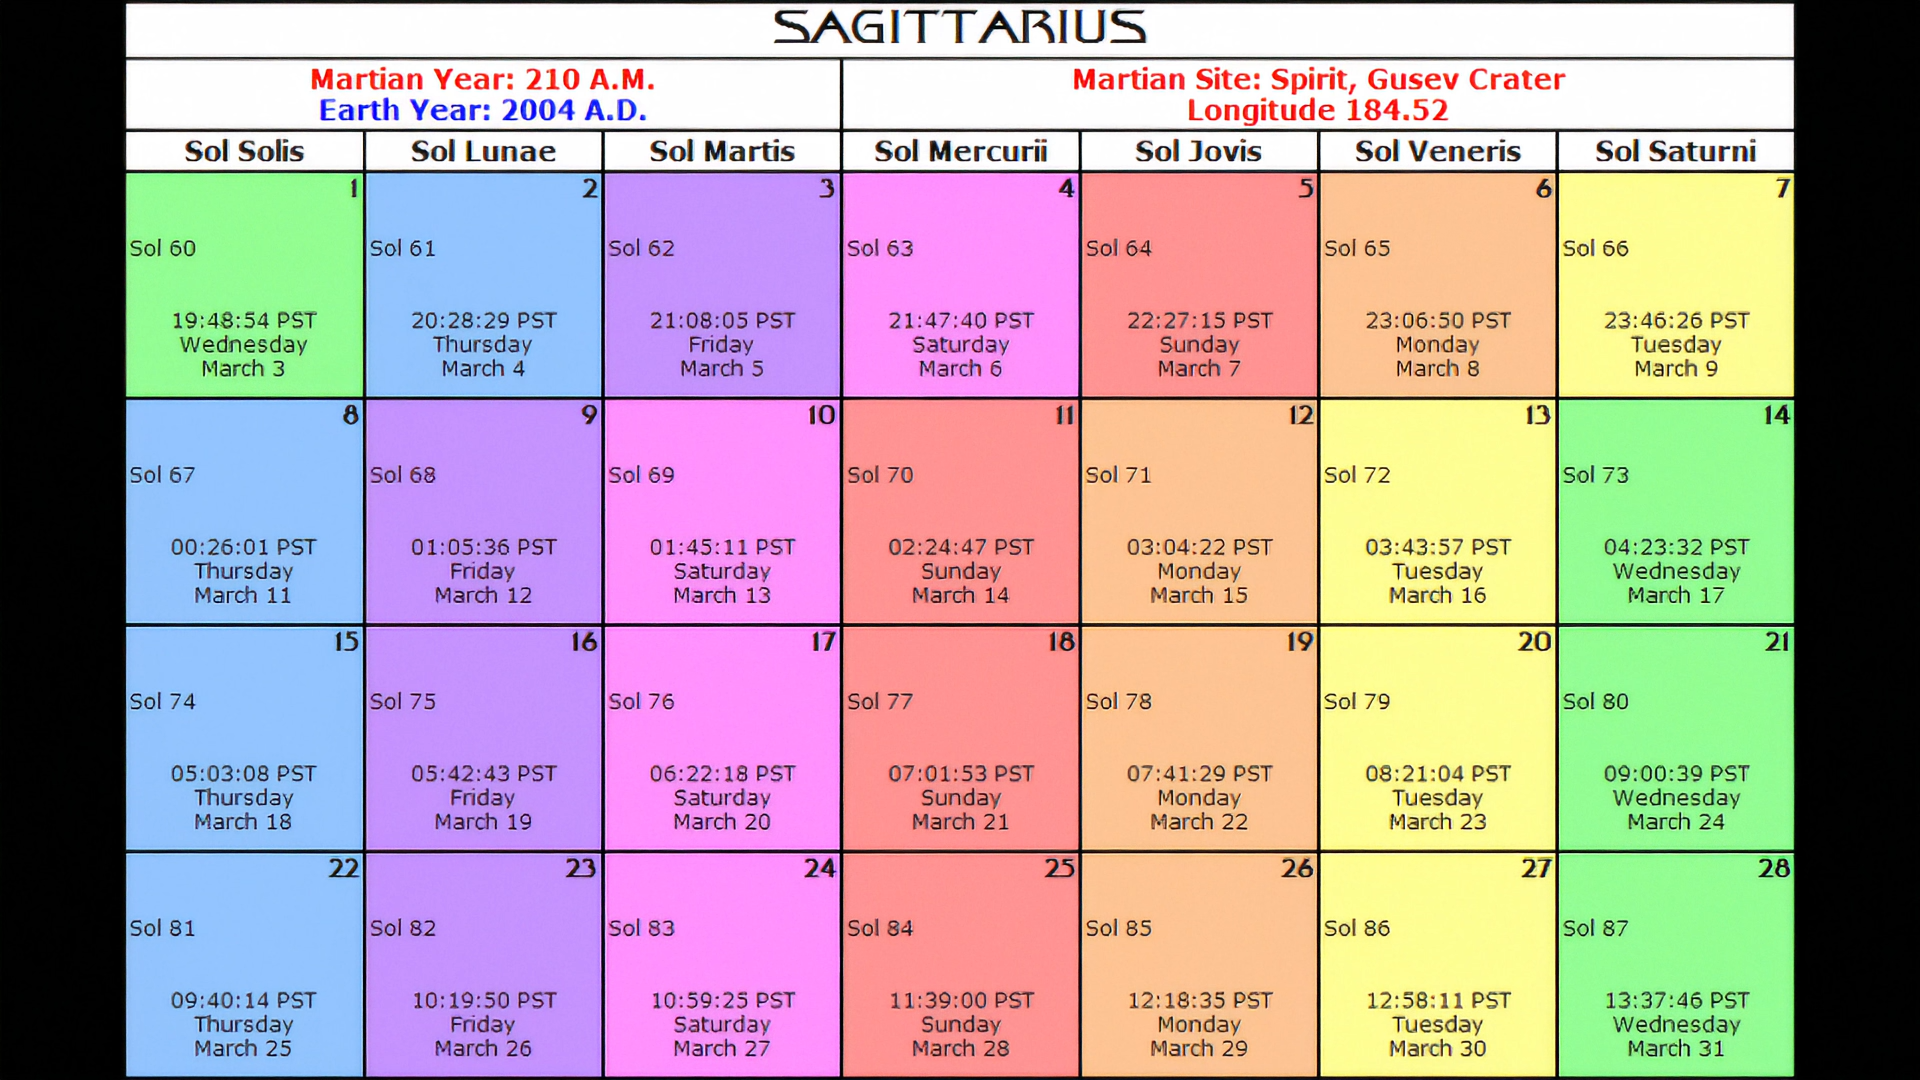 SAGITTARIUS
Martian Year: 210 A.M.
Earth Year: 2004 A.D.
Martian Site: Spirit, Gusev Crater
Longitude 184.52
Sol Solis Sol Lunae Sol Martis Sol Mercurii Sol Jovis Sol Veneris Sol Saturni
1 2 3 4 5 6 7
Sol 60 Sol 61 Sol 62 Sol 63 Sol 64 Sol 65 Sol 66
19:48:54 PST 20:28:29 PST 21:08:05 PST 21:47:40 PST 22:27:15 PST 23:06:50 PST 23:46:26 PST
Wednesday Thursday Friday Saturday Sunday Monday Tuesday
March 3 March 4 March 5 March 6 March 7 March 8 March 9
8 9 10 11 12 13 14
Sol 67 Sol 68 Sol 69 Sol 70 Sol 71 Sol 72 Sol 73
00:26:01 PST 01:05:36 PST 01:45:11 PST 02:24:47 PST 03:04:22 PST 03:43:57 PST 04:23:32 PST
Thursday Friday Saturday Sunday Monday Tuesday Wednesday
March 11 March 12 March 13 March 14 March 15 March 16 March 17
15 16 17 18 19 20 21
Sol 74 Sol 75 Sol 76 Sol 77 Sol 78 Sol 79 Sol 80
05:03:08 PST 05:42:43 PST 06:22:18 PST 07:01:53 PST 07:41:29 PST 08:21:04 PST 09:00:39 PST
Thursday Friday Saturday Sunday Monday Tuesday Wednesday
March 18 March 19 March 20 March 21 March 22 March 23 March 24
22 23 24 25 26 27 28
Sol 81 Sol 82 Sol 83 Sol 84 Sol 85 Sol 86 Sol 87
09:40:14 PST 10:19:50 PST 10:59:25 PST 11:39:00 PST 12:18:35 PST 12:58:11 PST 13:37:46 PST
Thursday Friday Saturday Sunday Monday Tuesday Wednesday
March 25 March 26 March 27 March 28 March 29 March 30 March 31